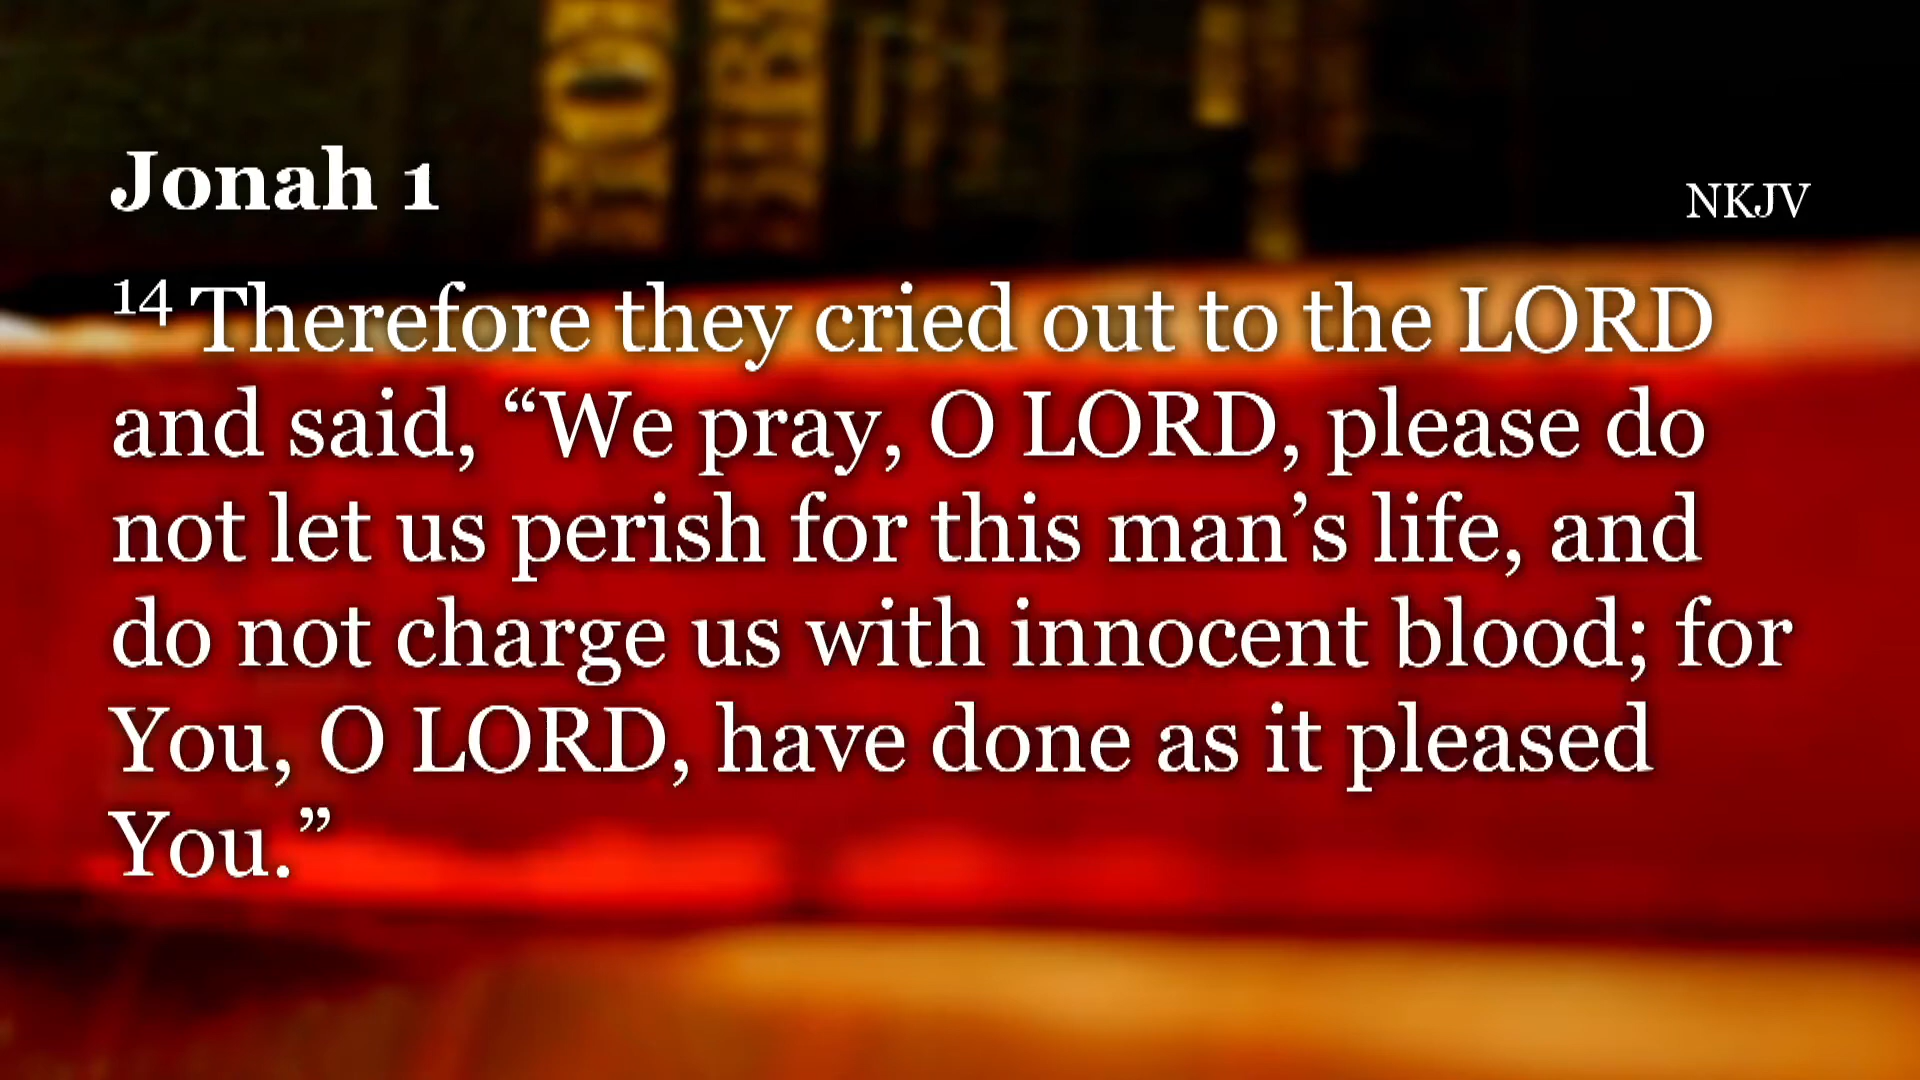 Jonah 1
NKJV
14 Therefore they cried out to the LORD
and said, “We pray, O LORD, please do
not let us perish for this man’s life, and
do not charge us with innocent blood; for
You, O LORD, have done as it pleased
You.”